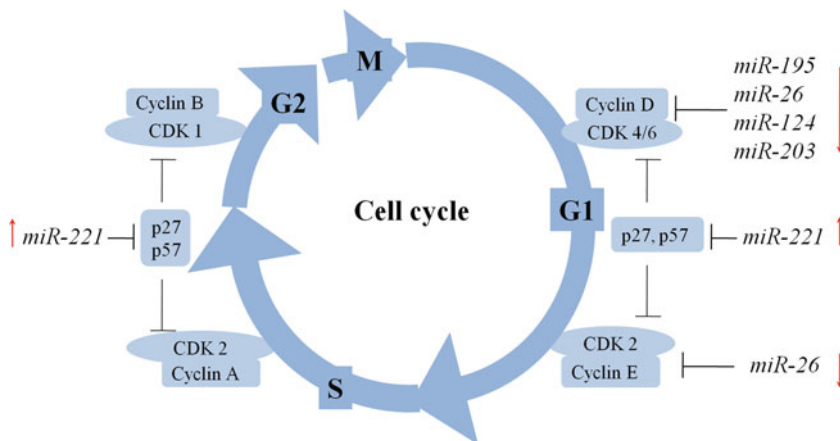 M
miR-195
Cyclin B
G2
Cyclin D
miR-26
CDK 1
CDK 4/6
miR-124
miR-203
Cell cycle
G1
miR-221
p27
p57
p27, p57
miR-221
CDK 2
Cyclin A
S
CDK 2
Cyclin E
miR-26